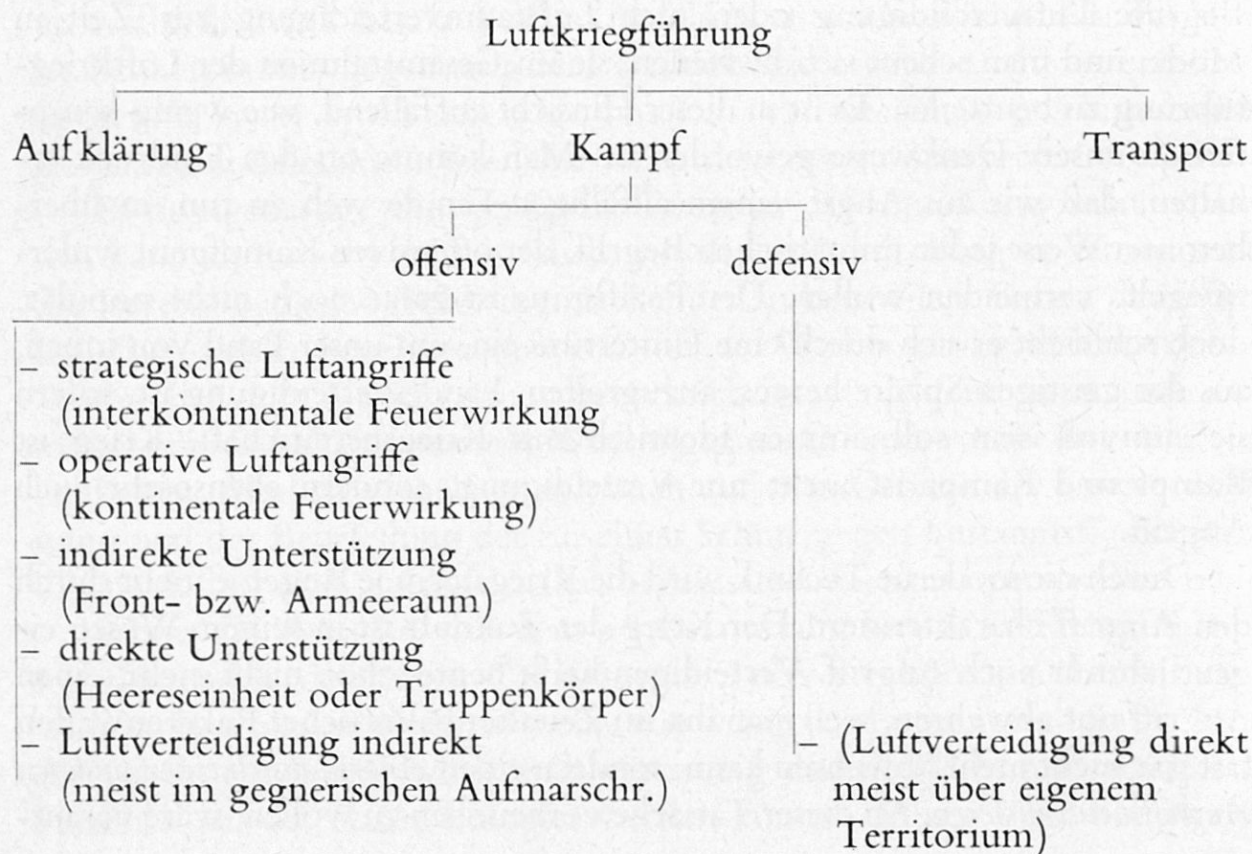 Luftkriegführung
Aufklärung Kampf Transport
offensiv defensiv
– strategische Luftangriffe
(interkontinentale Feuerwirkung
– operative Luftangriffe
(kontinentale Feuerwirkung)
– indirekte Unterstützung
(Front- bzw. Armeeraum)
– direkte Unterstützung
(Heereseinheit oder Truppenkörper)
– Luftverteidigung indirekt
(meist im gegnerischen Aufmarschr.)
– (Luftverteidigung direkt
meist über eigenem
Territorium)